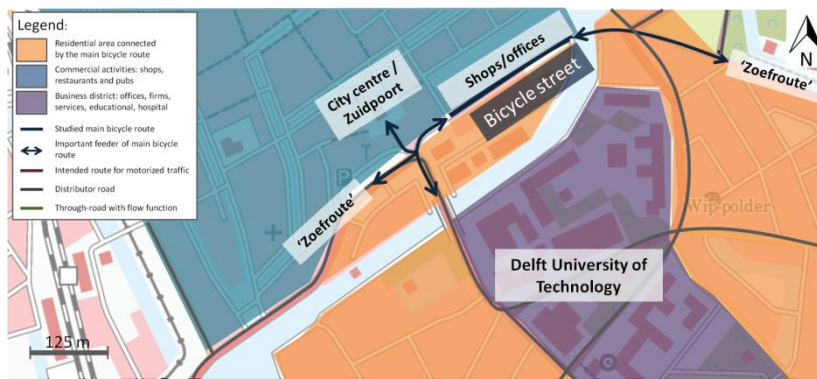 Legend:
Residential area connected
by the main bicycle route
Commercial activities: shops,
restaurants and pubs
Business district: offices, firms,
services, educational, hospital
Studied main bicycle route
Important feeder of main bicycle
route
Intended route for motorized traffic
Distributor road
Through-road with flow function
City centre /
Zuidpoort
Shops/offices
Bicycle street
'Zoefroute'
N
'Zoefroute'
P
Wip-polder
Delft University of
Technology
125 m